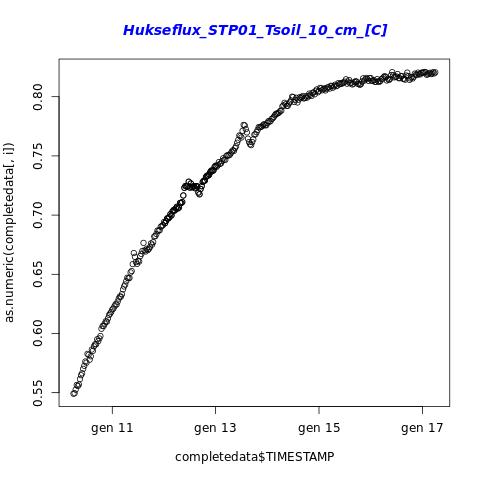 Hukseflux_STP01_Tsoil_10_cm_[C]
as.numeric(completedata[, i])
0.80
0.75
0.70
0.65
0.60
0.55
gen 11 gen 13 gen 15 gen 17
completedata$TIMESTAMP